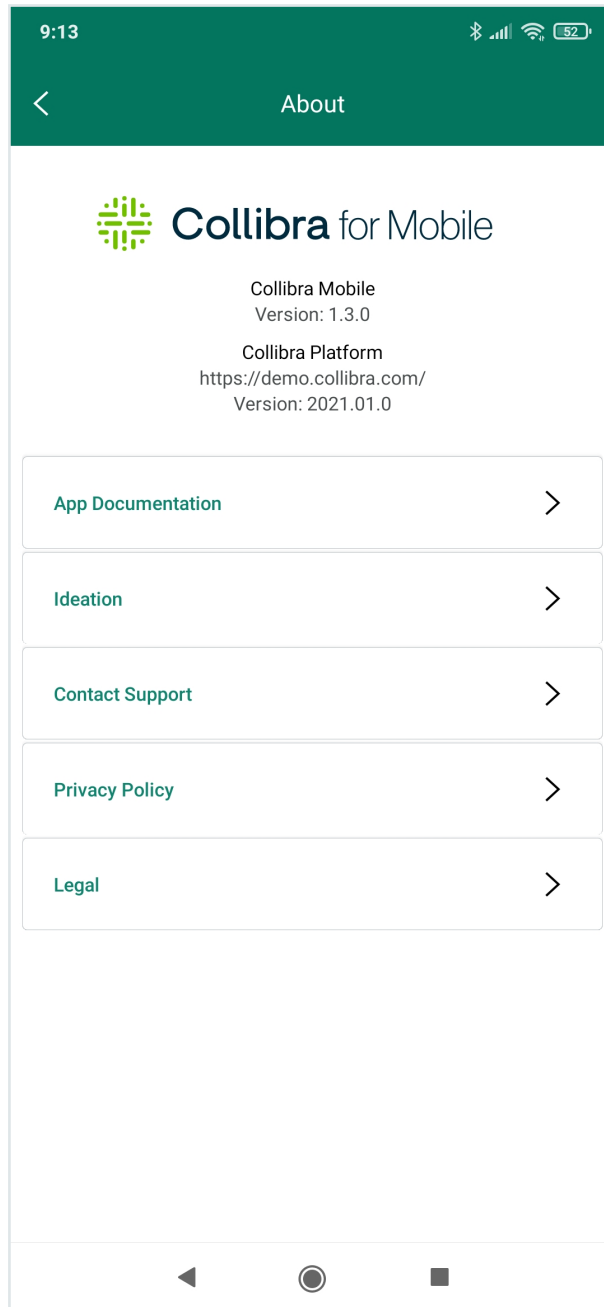 9:13
52
About
Collibra for Mobile
Collibra Mobile
Version: 1.3.0
Collibra Platform
https://demo.collibra.com/
Version: 2021.01.0
App Documentation
Ideation
Contact Support
Privacy Policy
Legal